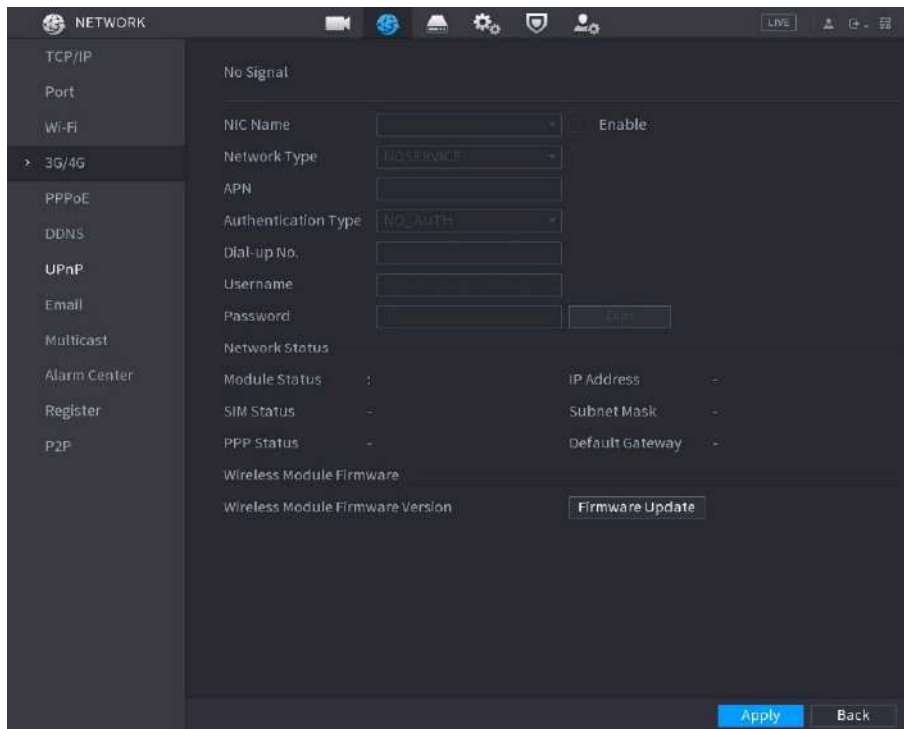 NETWORK LIVE
TCP/IP
Port
Wi-Fi
3G/4G
PPPoE
DDNS
UPnP
Email
Multicast
Alarm Center
Register
P2P
No Signal
NIC Name Enable
Network Type NOSERVICE
APN
Authentication Type NO_AUTH
Dial-up No.
Username
Password Dial
Network Status
Module Status : IP Address -
SIM Status - Subnet Mask -
PPP Status - Default Gateway -
Wireless Module Firmware
Wireless Module Firmware Version Firmware Update
Apply Back